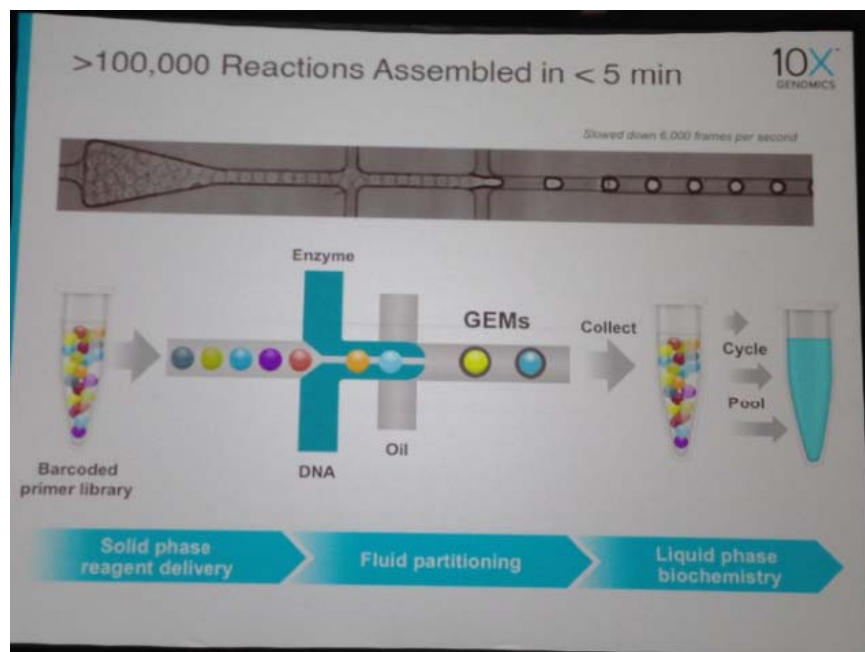 >100,000 Reactions Assembled in < 5 min
10X
GENOMICS
Slowed down 6,000 frames per second
Enzyme
GEMs
Collect
Cycle
Pool
Oil
DNA
Barcoded
primer library
Solid phase
reagent delivery
Fluid partitioning
Liquid phase
biochemistry